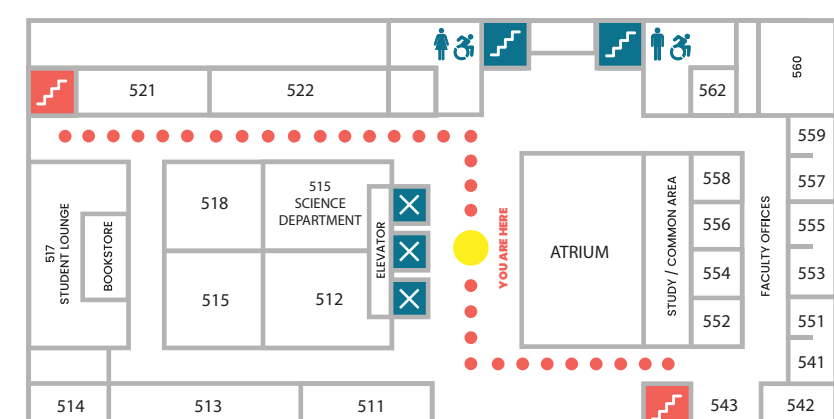 521
522
562
560
559
518
515
SCIENCE
DEPARTMENT
558
557
517
STUDENT LOUNGE
BOOKSTORE
ELEVATOR
YOU ARE HERE
ATRIUM
STUDY / COMMON AREA
556
FACULTY OFFICES
555
515
512
554
553
552
551
541
514
513
511
543
542